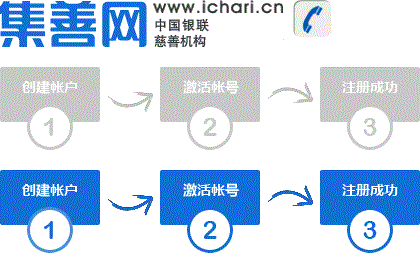 集善网
www.ichari.cn
中国银联
慈善机构
创建帐户
激活帐号
注册成功
1
2
3
创建帐户
激活帐号
注册成功
1
2
3